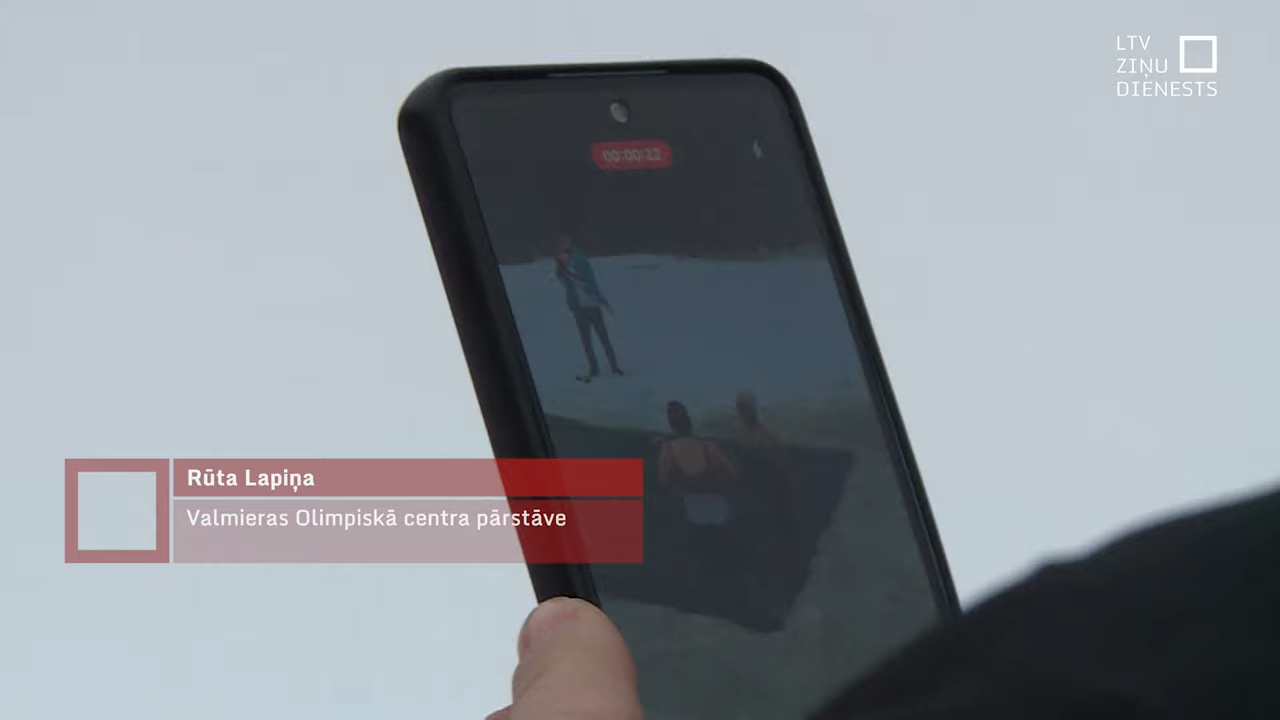 LTV
ZIŅU
DIENESTS
00:00:22
Rūta Lapiņa
Valmieras Olimpiskā centra pārstāve